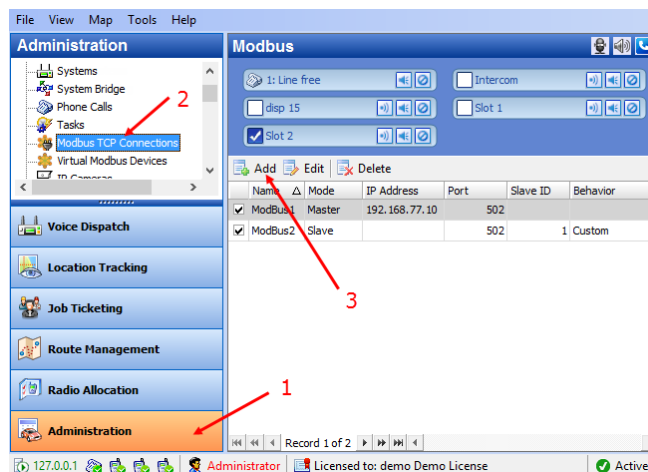 File View Map Tools Help
Administration
Modbus
Systems
System Bridge
Phone Calls
Tasks
Modbus TCP Connections
Virtual Modbus Devices
IP Cameras
2
1: Line free
Intercom
disp 15
Slot 1
Slot 2
Add Edit Delete
Name Mode IP Address Port Slave ID Behavior
ModBus1 Master 192.168.77.10 502
ModBus2 Slave 502 1 Custom
3
Voice Dispatch
Location Tracking
Job Ticketing
Route Management
Radio Allocation
Administration
1
Record 1 of 2
127.0.0.1 Administrator Licensed to: demo Demo License Active